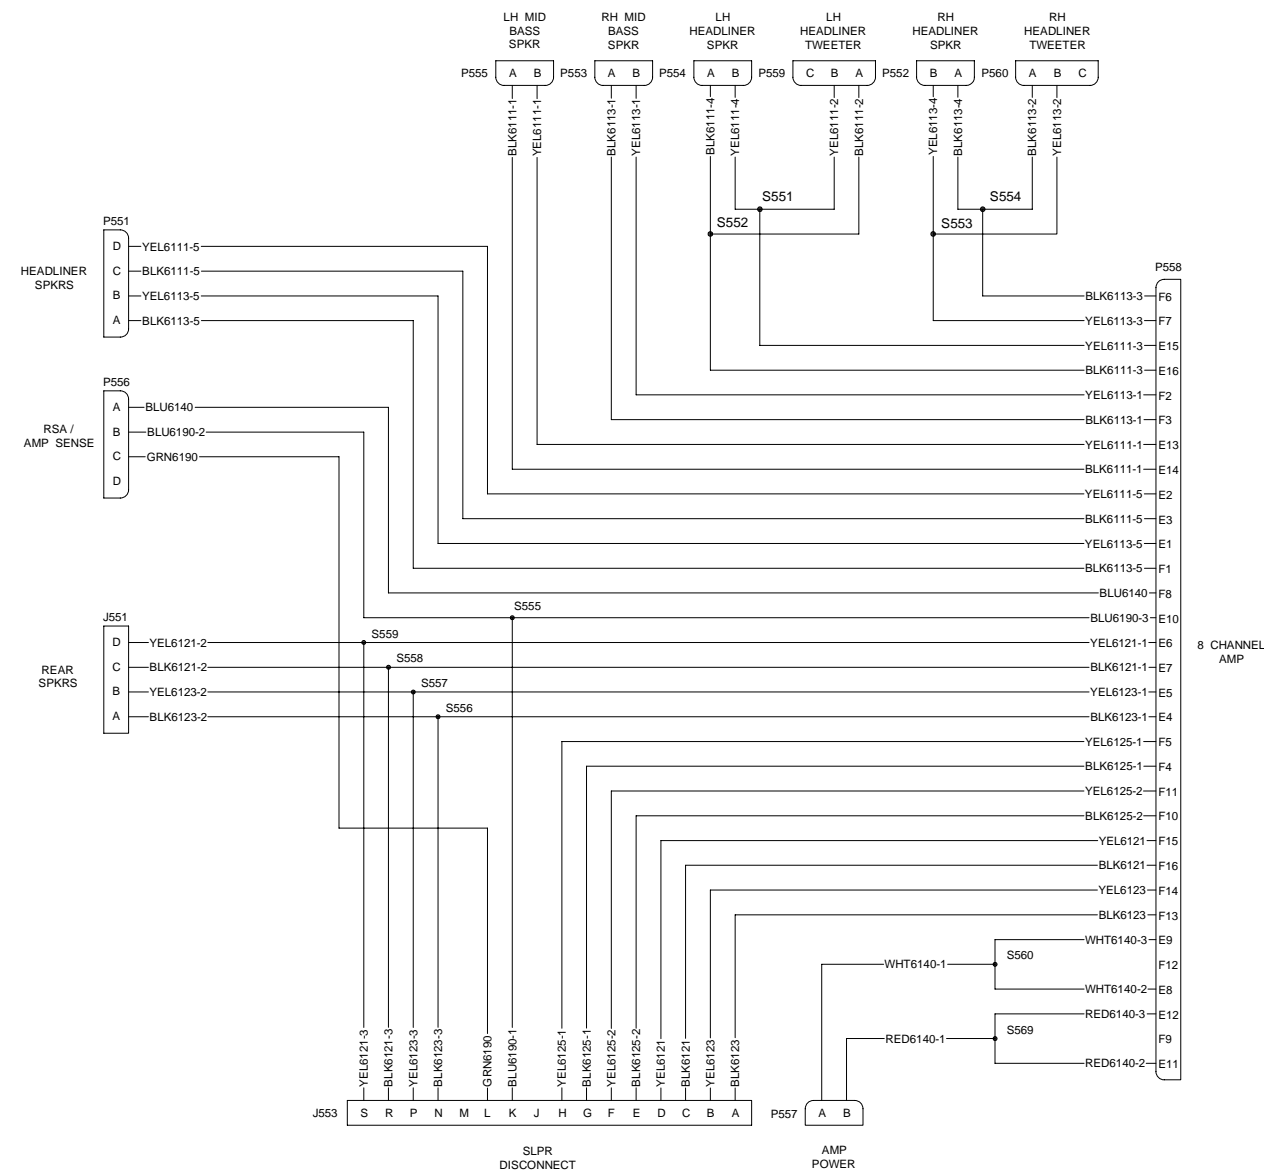 LH MID
BASS
SPKR
RH MID
BASS
SPKR
LH
HEADLINER
SPKR
LH
HEADLINER
TWEETER
RH
HEADLINER
SPKR
RH
HEADLINER
TWEETER
P555 A B
P553 A B
P554 A B
P559 C B A
P552 B A
P560 A B C
BLK6111-1
YEL6111-1
BLK6113-1
YEL6113-1
BLK6111-4
YEL6111-4
YEL6111-2
BLK6111-2
YEL6113-4
BLK6113-4
BLK6113-2
YEL6113-2
S551
S552
S554
S553
P551
HEADLINER
SPKRS
D YEL6111-5
C BLK6111-5
B YEL6113-5
A BLK6113-5
P556
RSA /
AMP SENSE
A BLU6140
B BLU6190-2
C GRN6190
D
J551
REAR
SPKRS
D YEL6121-2
C BLK6121-2
B YEL6123-2
A BLK6123-2
S555
S559
S558
S557
S556
P558
BLK6113-3 F6
YEL6113-3 F7
YEL6111-3 E15
BLK6111-3 E16
YEL6113-1 F2
BLK6113-1 F3
YEL6111-1 E13
BLK6111-1 E14
YEL6111-5 E2
BLK6111-5 E3
YEL6113-5 E1
BLK6113-5 F1
BLU6140 F8
BLU6190-3 E10
YEL6121-1 E6
BLK6121-1 E7
YEL6123-1 E5
BLK6123-1 E4
YEL6125-1 F5
BLK6125-1 F4
YEL6125-2 F11
BLK6125-2 F10
YEL6121 F15
BLK6121 F16
YEL6123 F14
BLK6123 F13
WHT6140-3 E9
WHT6140-1 S560 F12
WHT6140-2 E8
RED6140-3 E12
RED6140-1 S569 F9
RED6140-2 E11
8 CHANNEL
AMP
YEL6121-3
BLK6121-3
YEL6123-3
BLK6123-3
GRN6190
BLU6190-1
YEL6125-1
BLK6125-1
YEL6125-2
BLK6125-2
YEL6121
BLK6121
YEL6123
BLK6123
J553 S R P N M L K J H G F E D C B A
SLPR
DISCONNECT
P557 A B
AMP
POWER